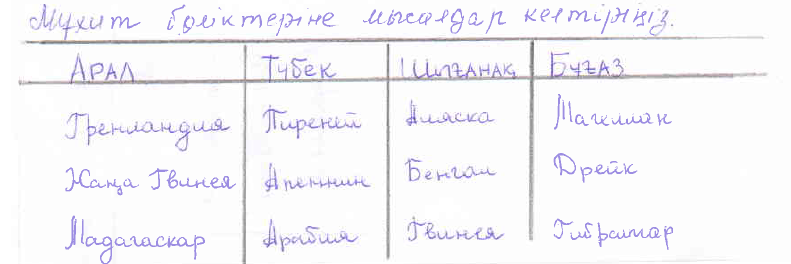 Мұхит бөліктеріне мысалдар келтіріңіз.
Арал Түбек Шығанақ Бұғаз
Гренландия Пиреней Аляска Магеллан
Жаңа Гвинея Апеннин Бенгал Дрейк
Мадагаскар Арабия Гвинея Гибралтар